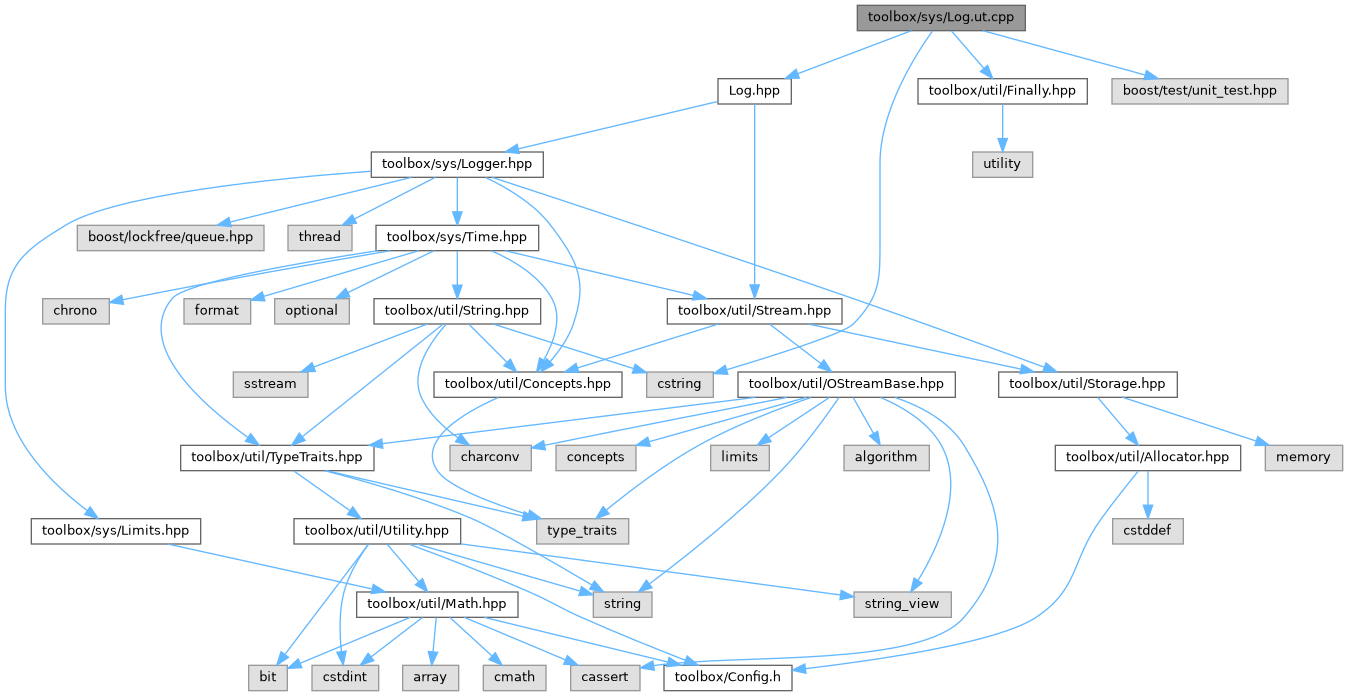 toolbox/sys/Log.ut.cpp
Log.hpp
toolbox/util/Finally.hpp
boost/test/unit_test.hpp
toolbox/sys/Logger.hpp
utility
boost/lockfree/queue.hpp
thread
toolbox/sys/Time.hpp
chrono
format
optional
toolbox/util/String.hpp
toolbox/util/Stream.hpp
sstream
toolbox/util/Concepts.hpp
cstring
toolbox/util/OStreamBase.hpp
toolbox/util/Storage.hpp
toolbox/util/TypeTraits.hpp
charconv
concepts
limits
algorithm
toolbox/util/Allocator.hpp
memory
toolbox/sys/Limits.hpp
toolbox/util/Utility.hpp
type_traits
cstddef
toolbox/util/Math.hpp
string
string_view
bit
cstdint
array
cmath
cassert
toolbox/Config.h